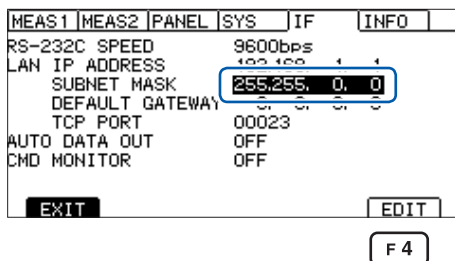 MEAS1 MEAS2 PANEL SYS IF INFO
RS-232C SPEED 9600bps
LAN IP ADDRESS
SUBNET MASK 255.255. 0. 0
DEFAULT GATEWAY
TCP PORT 00023
AUTO DATA OUT OFF
CMD MONITOR OFF
EXIT EDIT
F4